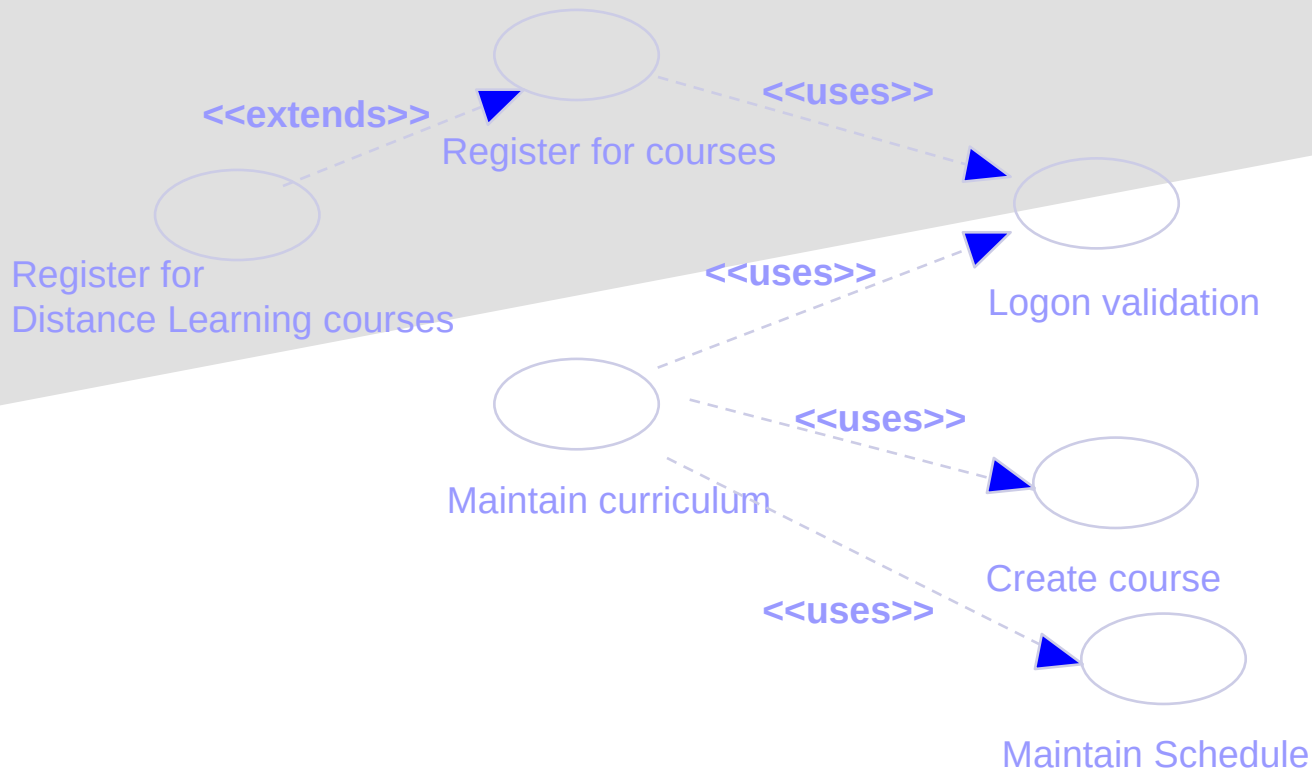 <<uses>>
<<extends>>
Register for courses
Register for
Distance Learning courses
<<uses>>
Logon validation
<<uses>>
Maintain curriculum
Create course
<<uses>>
Maintain Schedule